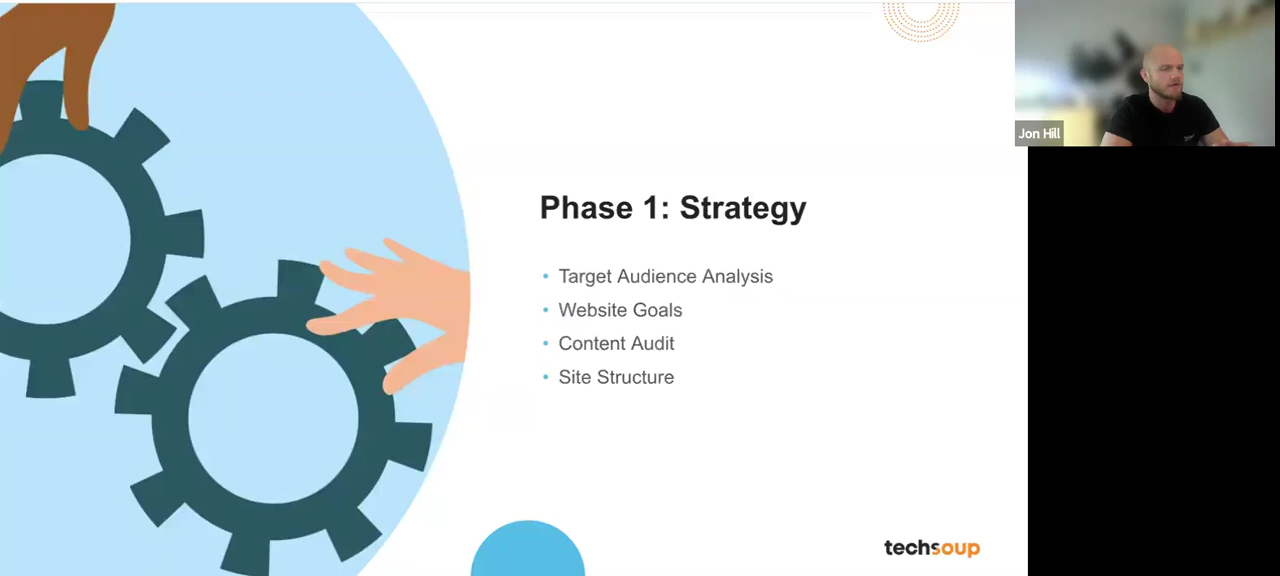 Jon Hill
Phase 1: Strategy
• Target Audience Analysis
• Website Goals
• Content Audit
• Site Structure
techsoup